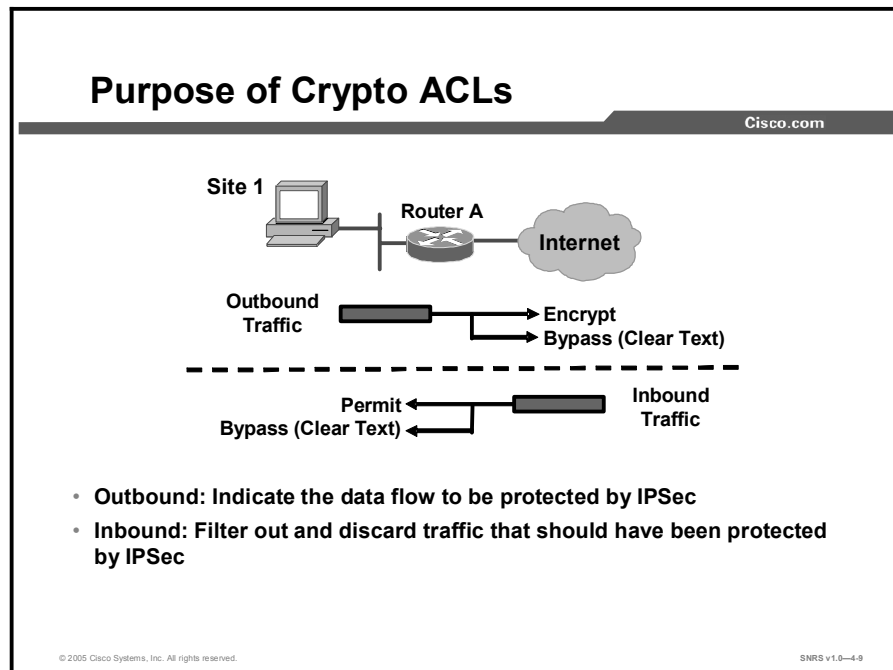 Purpose of Crypto ACLs
Cisco.com
Site 1
Router A
Internet
Outbound
Traffic
Encrypt
Bypass (Clear Text)
Permit
Bypass (Clear Text)
Inbound
Traffic
• Outbound: Indicate the data flow to be protected by IPSec
• Inbound: Filter out and discard traffic that should have been protected
by IPSec
© 2005 Cisco Systems, Inc. All rights reserved.
SNRS v1.0—4-9